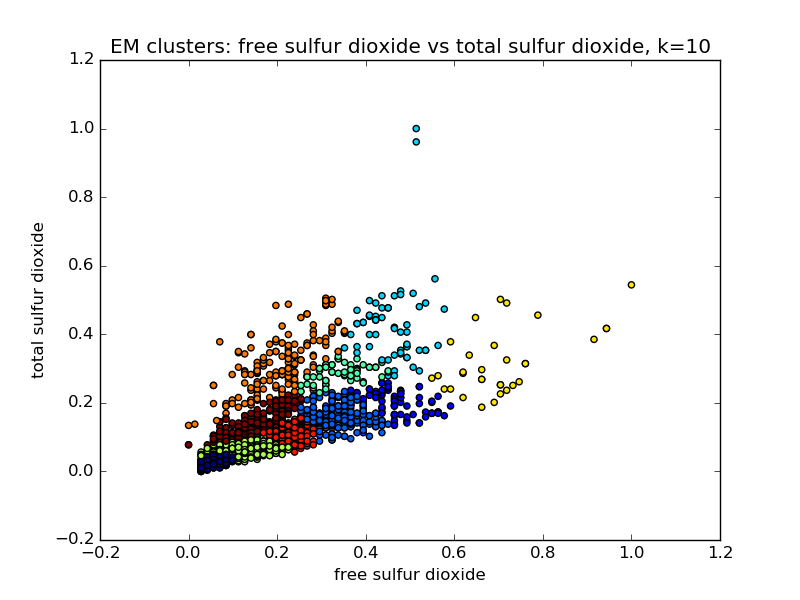 EM clusters: free sulfur dioxide vs total sulfur dioxide, k=10
1.2
1.0
0.8
0.6
0.4
0.2
0.0
−0.2
total sulfur dioxide
−0.2 0.0 0.2 0.4 0.6 0.8 1.0 1.2
free sulfur dioxide